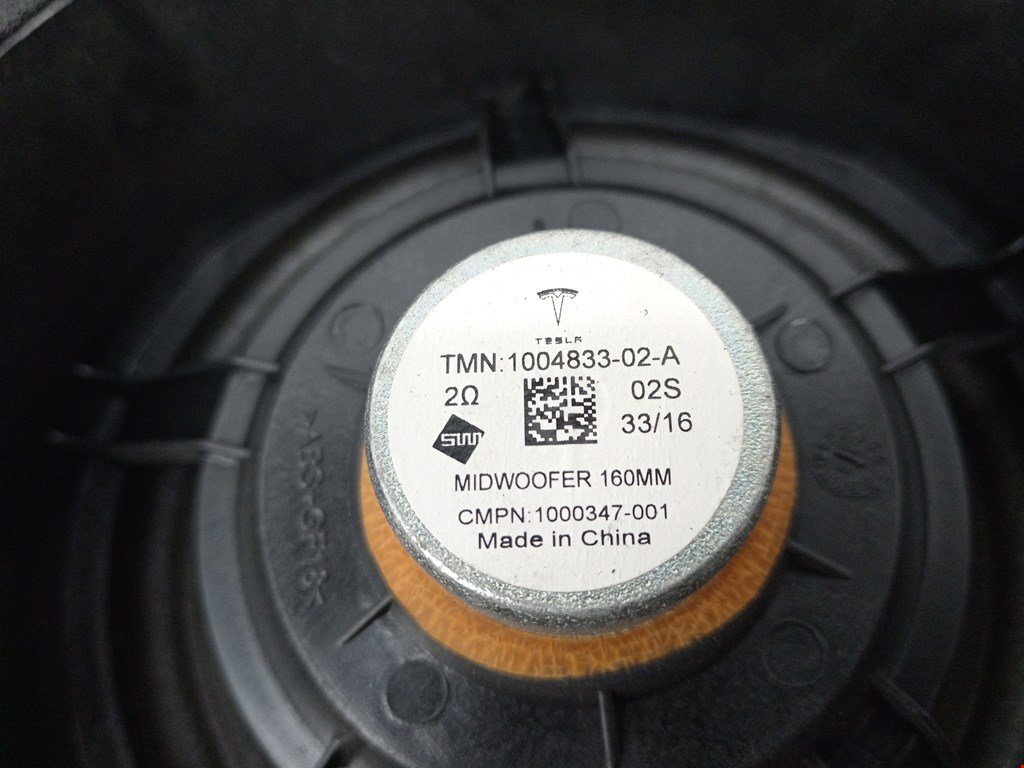 TESLA
TMN:1004833-02-A
2Ω
02S
33/16
SW
MIDWOOFER 160MM
CMPN:1000347-001
Made in China